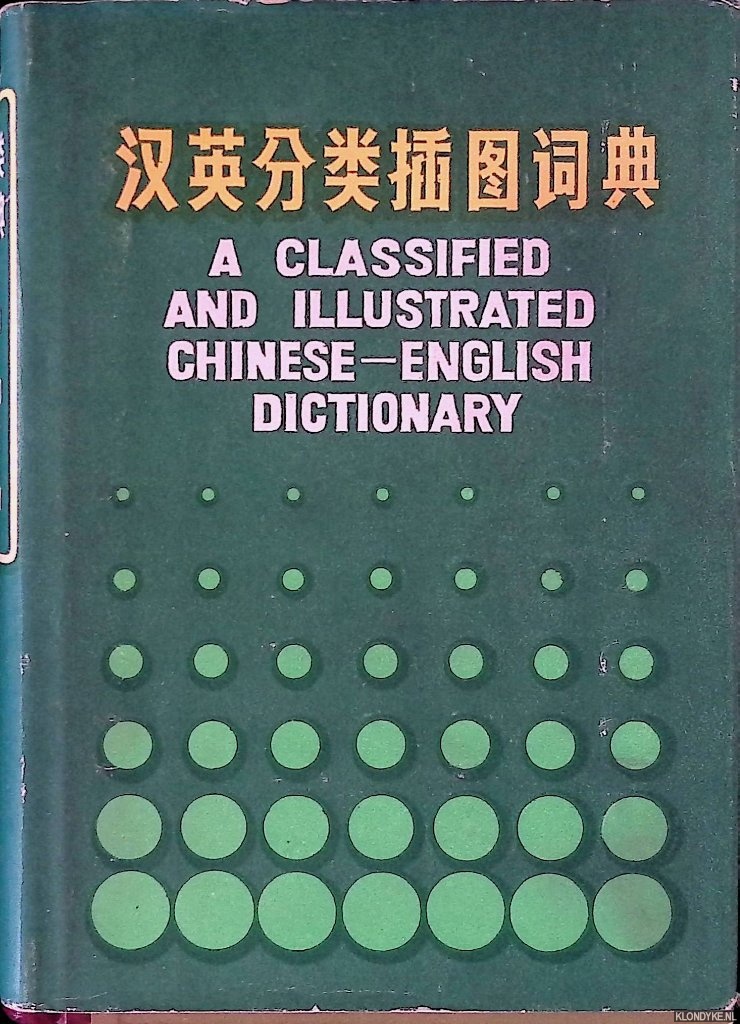 汉英分类插图词典
A CLASSIFIED
AND ILLUSTRATED
CHINESE—ENGLISH
DICTIONARY
KLONDYKE.NL